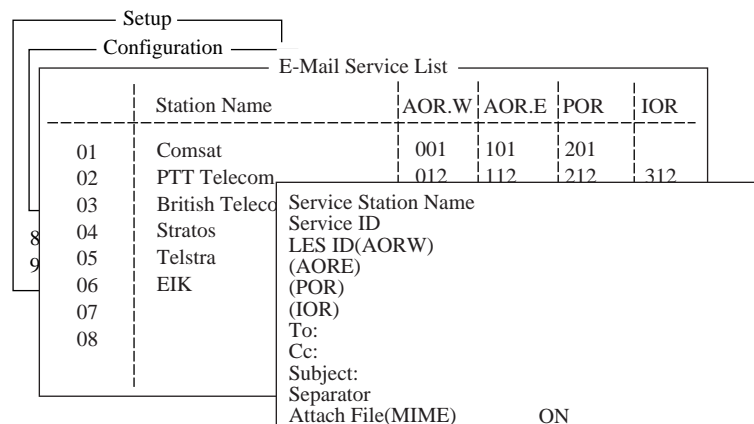 Setup
Configuration
E-Mail Service List
Station Name AOR.W AOR.E POR IOR
01 Comsat 001 101 201
02 PTT Telecom 012 112 212 312
03 British Teleco
04 Stratos
05 Telstra
06 EIK
07
08
8
9
Service Station Name
Service ID
LES ID(AORW)
(AORE)
(POR)
(IOR)
To:
Cc:
Subject:
Separator
Attach File(MIME) ON